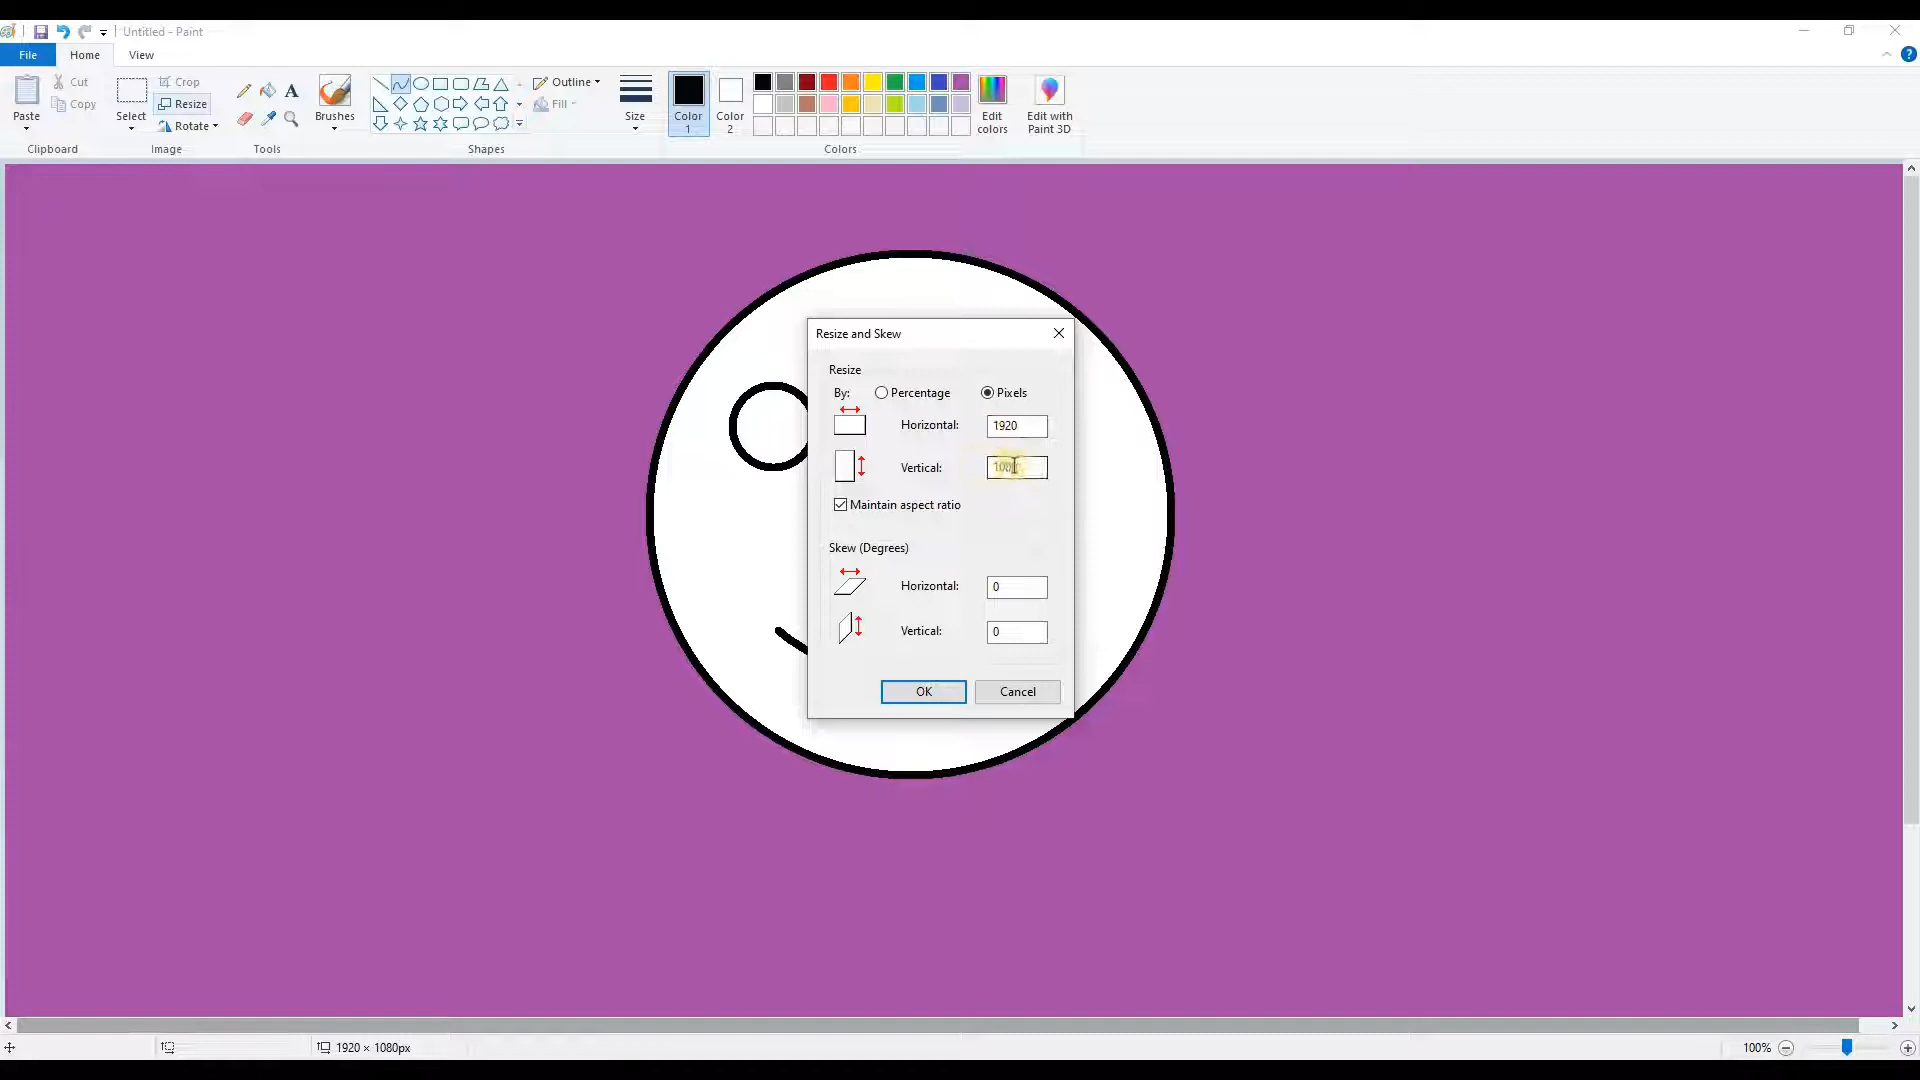 Untitled - Paint
File Home View
Paste
Cut
Copy
Clipboard
Select
Crop
Resize
Rotate
Image
A
Tools
Brushes
Outline
Fill
Shapes
Size
Color 1
Color 2
Edit colors
Colors
Edit with Paint 3D
?
Resize and Skew
Resize
By: Percentage Pixels
Horizontal: 1920
Vertical:
Maintain aspect ratio
Skew (Degrees)
Horizontal: 0
Vertical: 0
OK Cancel
1920 × 1080px
100%